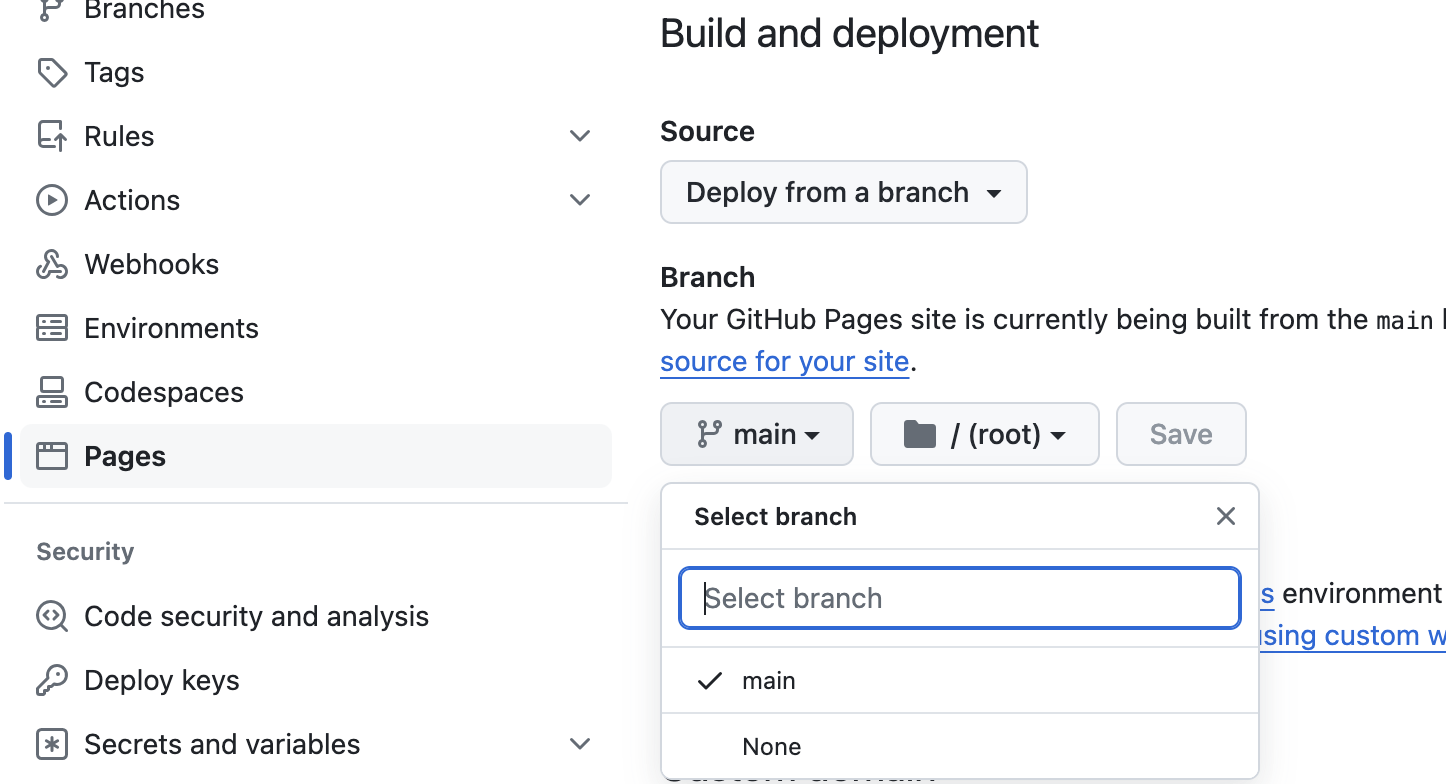 Branches
Tags
Rules
Actions
Webhooks
Environments
Codespaces
Pages
Security
Code security and analysis
Deploy keys
Secrets and variables
Build and deployment
Source
Deploy from a branch
Branch
Your GitHub Pages site is currently being built from the main
source for your site.
main
/ (root)
Save
Select branch
Select branch
main
None
s environment
using custom w
Custom domain